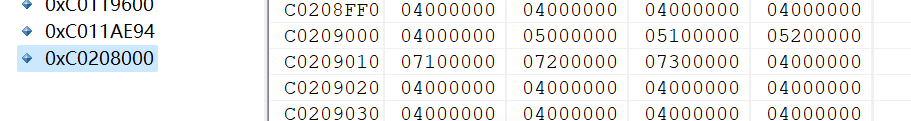 0xC0119600
0xC011AE94
0xC0208000
C0208FF0 04000000 04000000 04000000 04000000
C0209000 04000000 05000000 05100000 05200000
C0209010 07100000 07200000 07300000 04000000
C0209020 04000000 04000000 04000000 04000000
C0209030 04000000 04000000 04000000 04000000